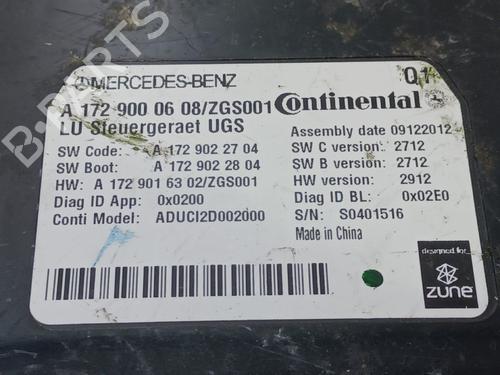 MERCEDES-BENZ
Q1
A 172 900 06 08/ZGS001
Continental
LU Steuergeraet UGS
Assembly date 09122012
SW Code: A 172 902 27 04
SW C version: 2712
SW Boot: A 172 902 28 04
SW B version: 2712
HW: A 172 901 63 02/ZGS001
HW version: 2912
Diag ID App: 0x0200
Diag ID BL: 0x02E0
Conti Model: ADUCI2D002000
S/N: S0401516
Made in China
designed for
zune
B-PARTS